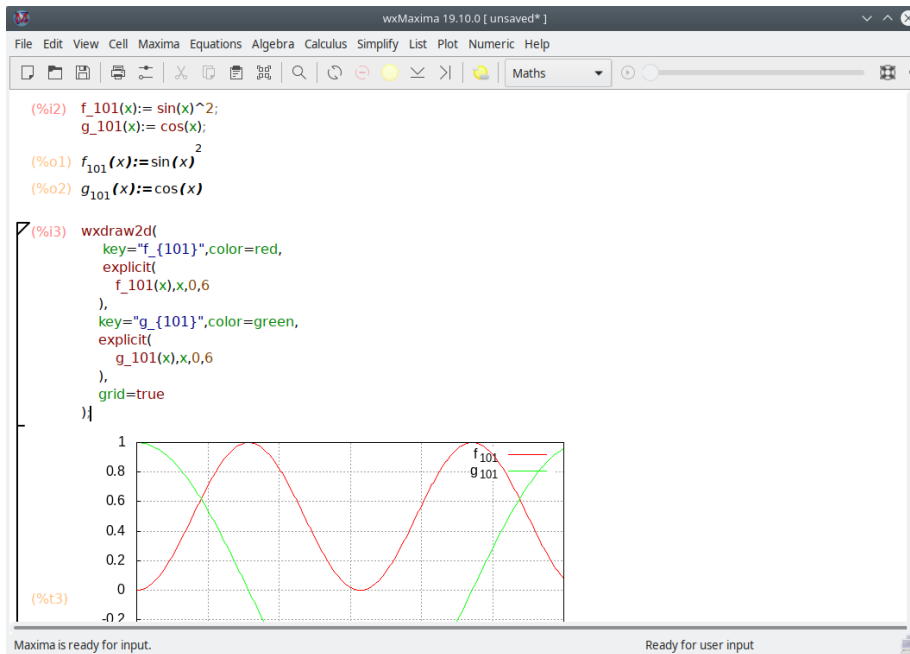 wxMaxima 19.10.0 [ unsaved* ]
File Edit View Cell Maxima Equations Algebra Calculus Simplify List Plot Numeric Help
Maths
(%i2) f_101(x):= sin(x)^2;
g_101(x):= cos(x);
(%o1) f101(x):=sin(x)2
(%o2) g101(x):=cos(x)
(%i3) wxdraw2d(
key="f_{101}",color=red,
explicit(
f_101(x),x,0,6
),
key="g_{101}",color=green,
explicit(
g_101(x),x,0,6
),
grid=true
);
1
f101
g101
0.8
0.6
0.4
0.2
0
(%t3)
-0.2
Maxima is ready for input. Ready for user input